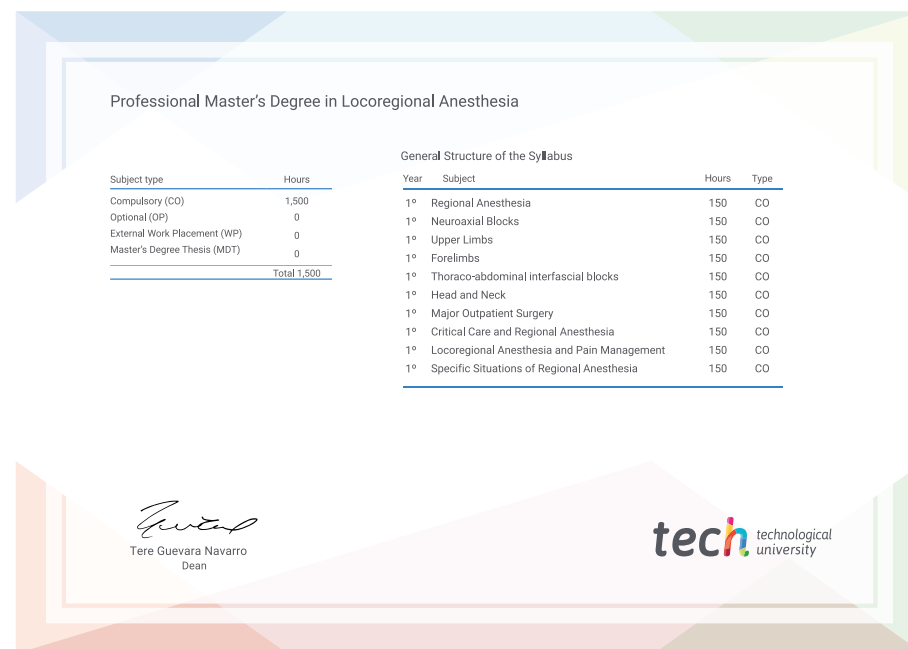 Professional Master's Degree in Locoregional Anesthesia
Subject type Hours
Compulsory (CO) 1,500
Optional (OP) 0
External Work Placement (WP) 0
Master's Degree Thesis (MDT) 0
Total 1,500
General Structure of the Syllabus
Year Subject Hours Type
1º Regional Anesthesia 150 CO
1º Neuroaxial Blocks 150 CO
1º Upper Limbs 150 CO
1º Forelimbs 150 CO
1º Thoraco-abdominal interfascial blocks 150 CO
1º Head and Neck 150 CO
1º Major Outpatient Surgery 150 CO
1º Critical Care and Regional Anesthesia 150 CO
1º Locoregional Anesthesia and Pain Management 150 CO
1º Specific Situations of Regional Anesthesia 150 CO
Tere Guevara Navarro
Dean
tech technological
university